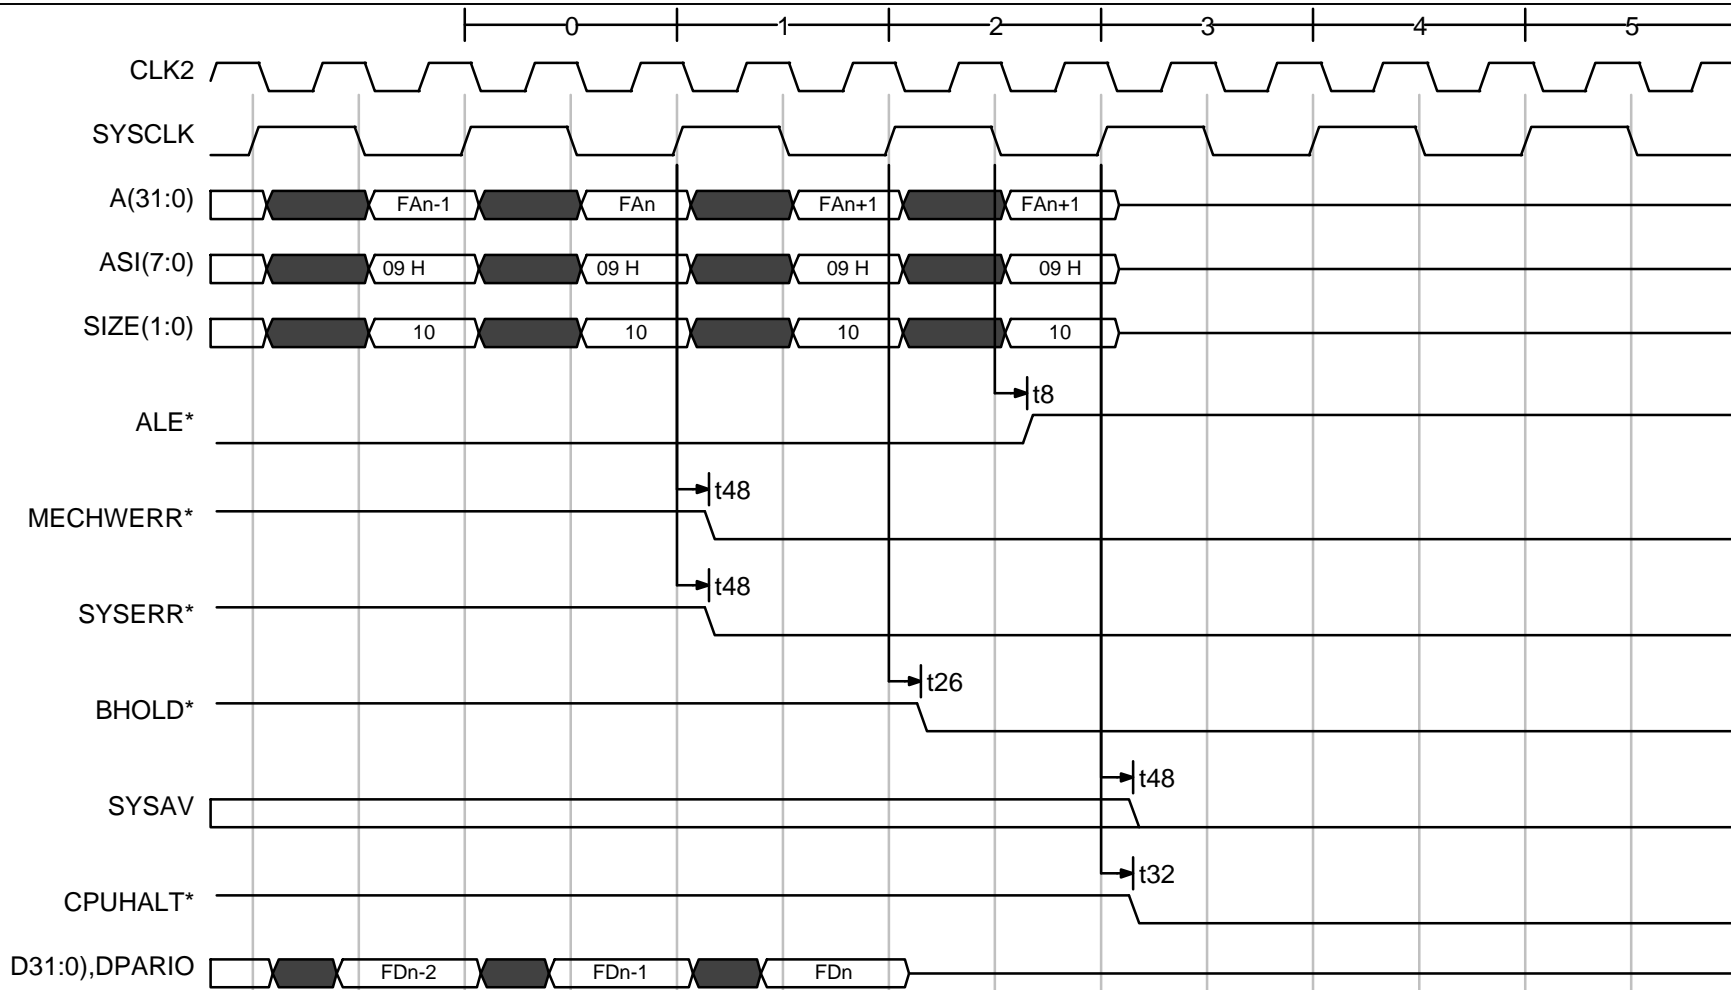 0 1 2 3 4 5
CLK2
SYSCLK
A(31:0) FAn-1 FAn FAn+1 FAn+1
ASI(7:0) 09 H 09 H 09 H 09 H
SIZE(1:0) 10 10 10 10
t8
ALE*
t48
MECHWERR*
t48
SYSERR*
t26
BHOLD*
t48
SYSAV
t32
CPUHALT*
D31:0),DPARIO FDn-2 FDn-1 FDn